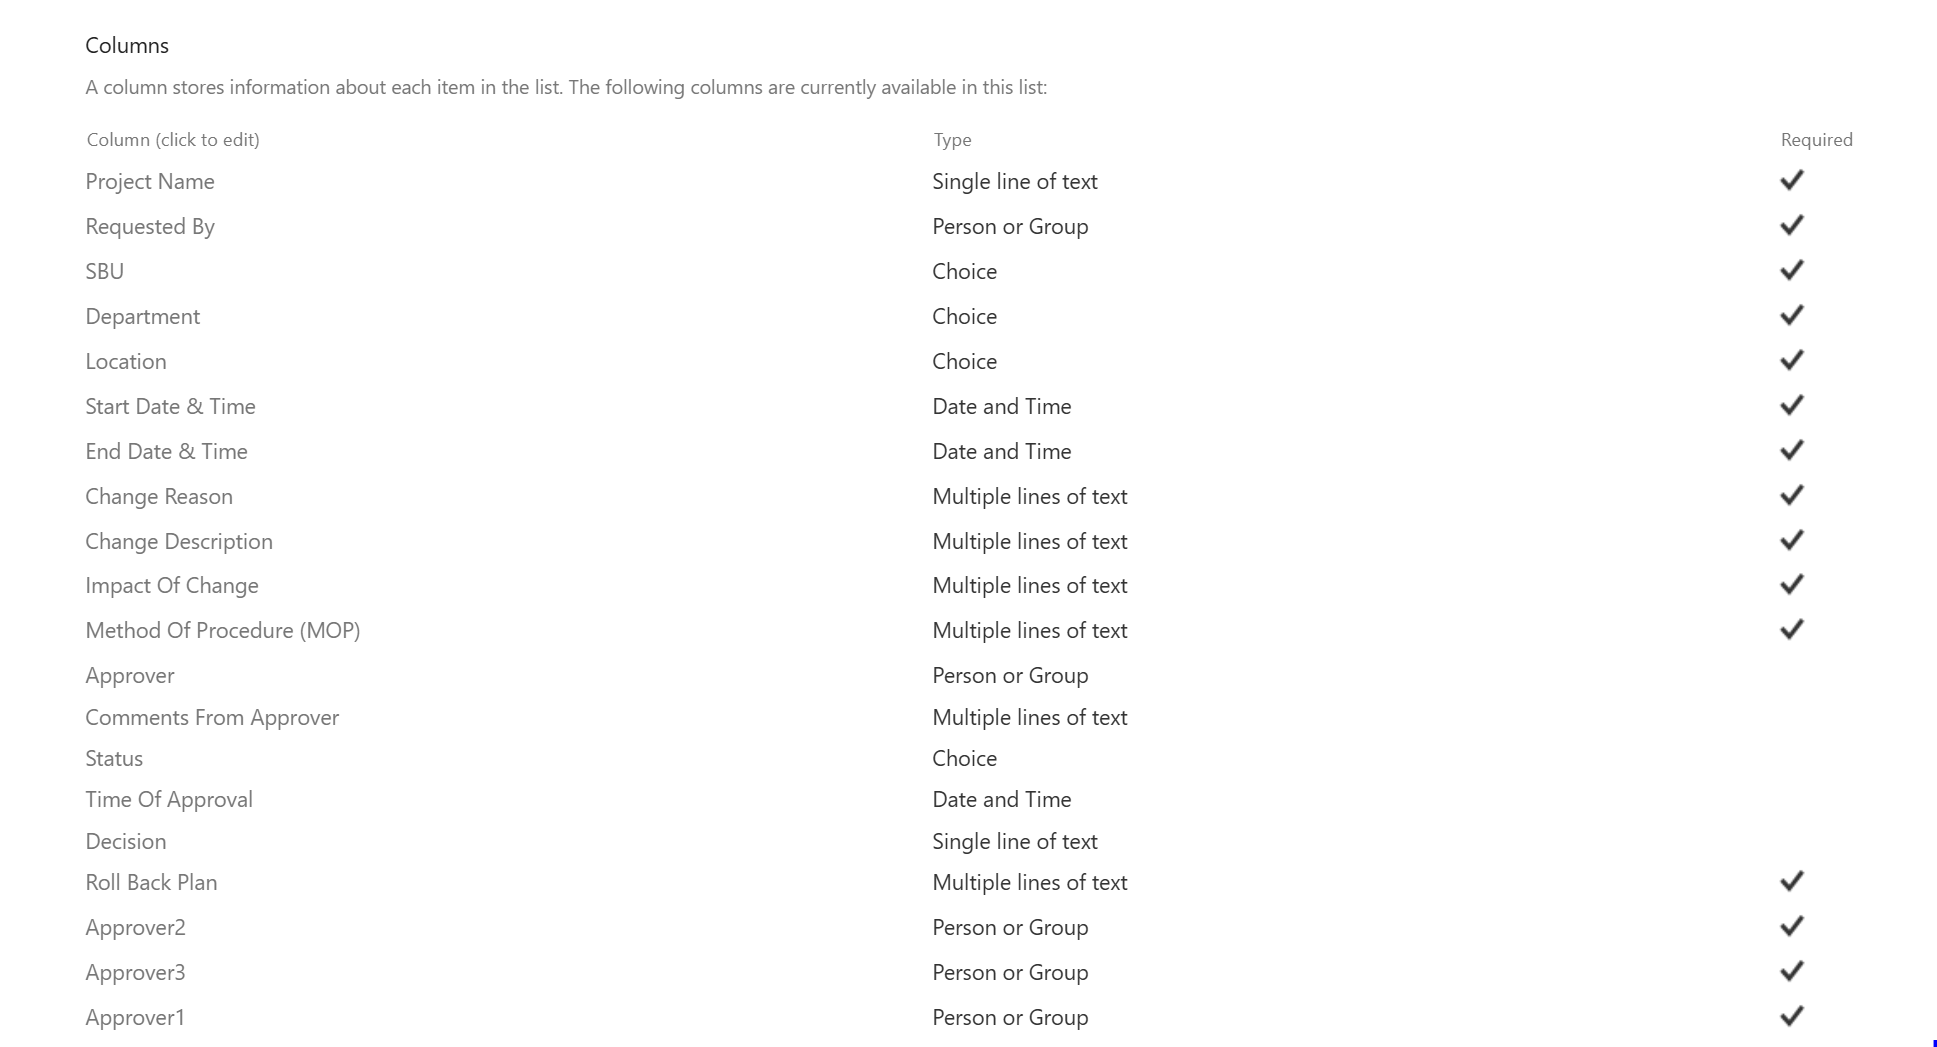 Columns
A column stores information about each item in the list. The following columns are currently available in this list:
Column (click to edit) Type Required
Project Name Single line of text
Requested By Person or Group
SBU Choice
Department Choice
Location Choice
Start Date & Time Date and Time
End Date & Time Date and Time
Change Reason Multiple lines of text
Change Description Multiple lines of text
Impact Of Change Multiple lines of text
Method Of Procedure (MOP) Multiple lines of text
Approver Person or Group
Comments From Approver Multiple lines of text
Status Choice
Time Of Approval Date and Time
Decision Single line of text
Roll Back Plan Multiple lines of text
Approver2 Person or Group
Approver3 Person or Group
Approver1 Person or Group